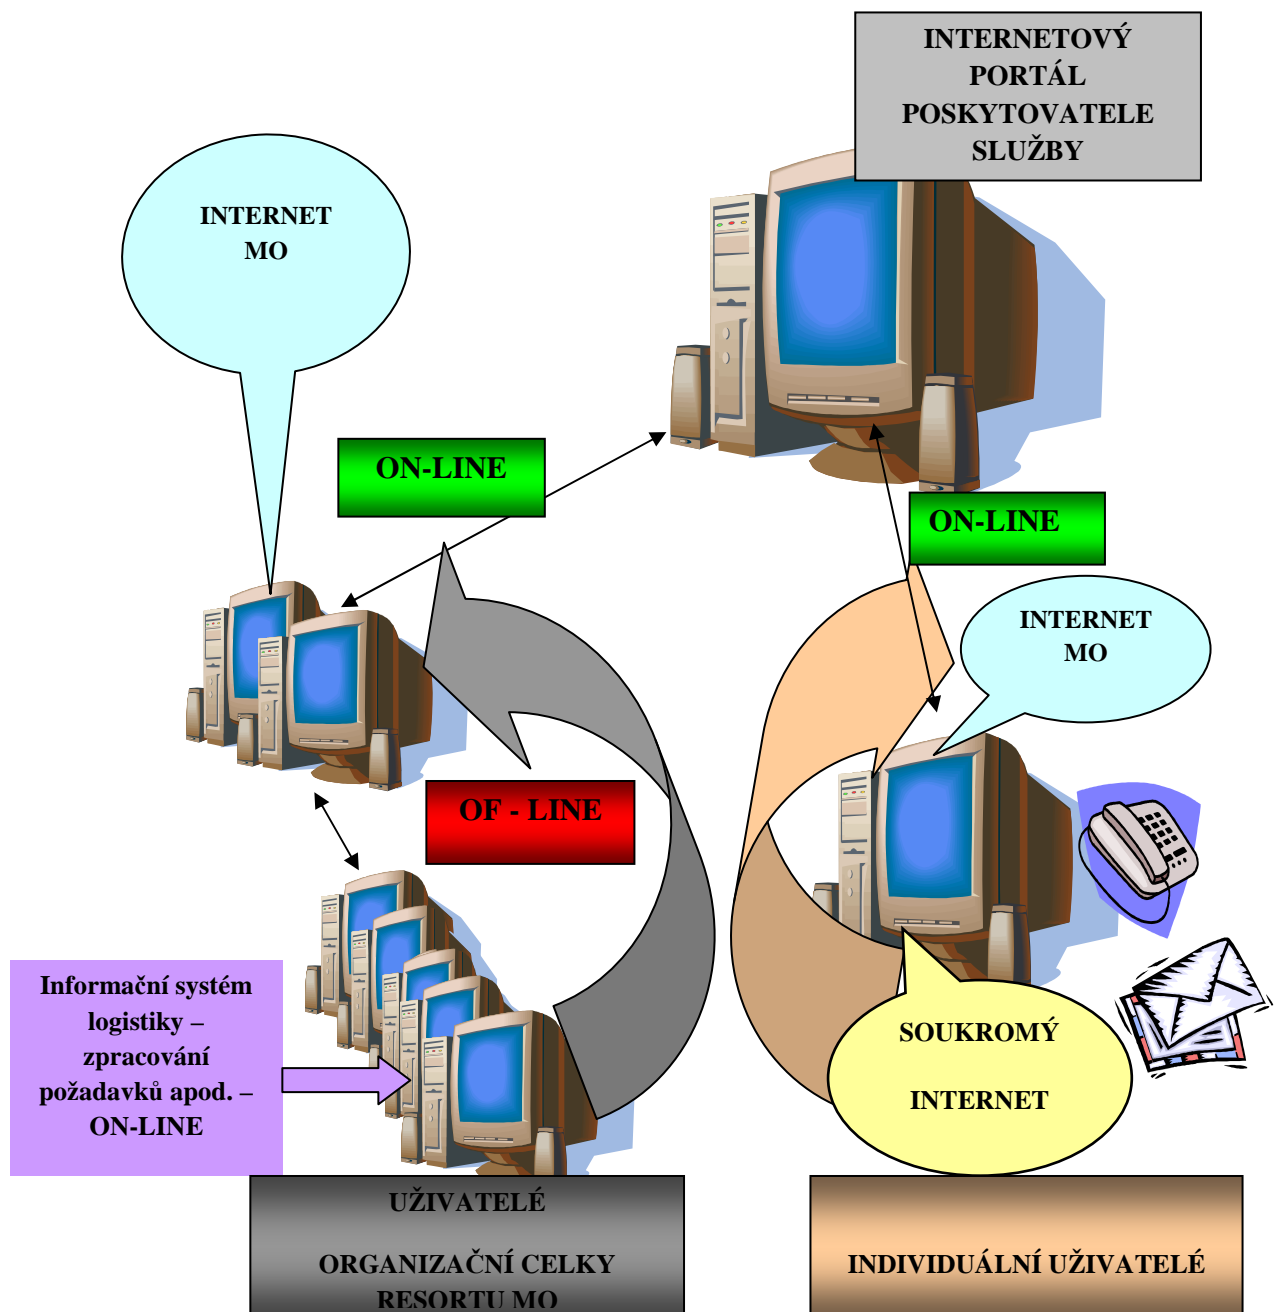 INTERNETOVÝ
PORTÁL
POSKYTOVATELE
SLUŽBY
INTERNET
MO
ON-LINE
ON-LINE
INTERNET
MO
OF - LINE
Informační systém
logistiky –
zpracování
požadavků apod. –
ON-LINE
SOUKROMÝ
INTERNET
UŽIVATELÉ
ORGANIZAČNÍ CELKY
RESORTU MO
INDIVIDUÁLNÍ UŽIVATELÉ